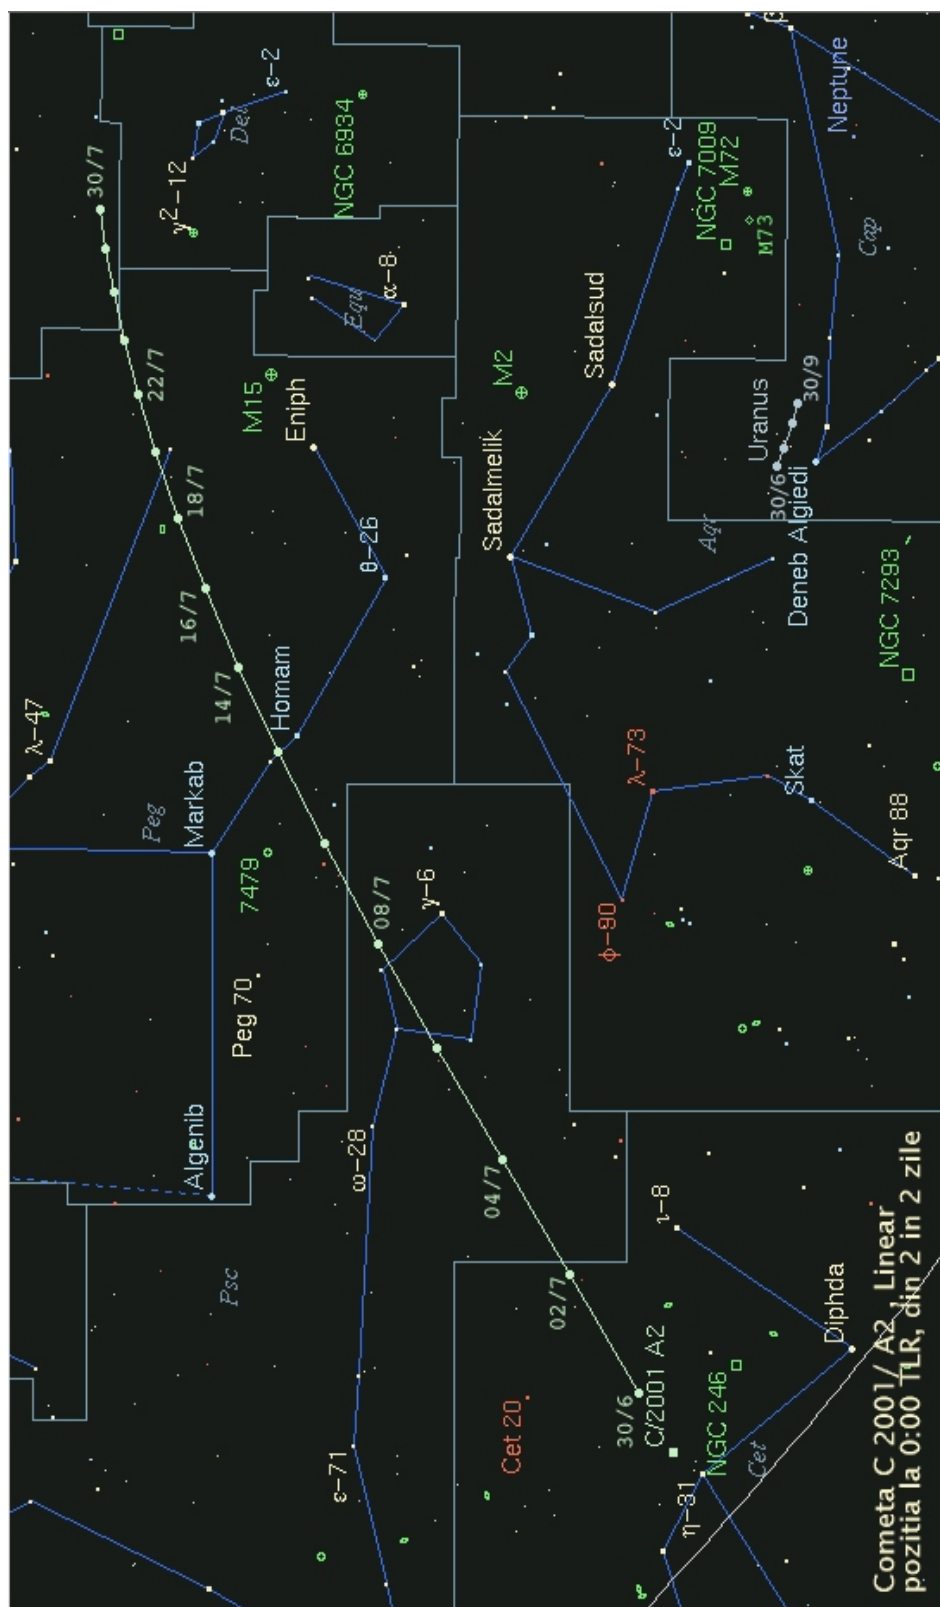 30/7
Del
ε-2
γ²-12
NGC 6934
22/7
M15
Equ
α-8
Eniph
18/7
16/7
θ-26
14/7
Homam
λ-47
Peg
Markab
7479
08/7
γ-6
Peg 70
Algenib
ω-28
04/7
02/7
Psc
ε-71
30/6
C/2001 A2
Cet 20
NGC 246
η-31
Cet
ι-8
Diphda
ε-2
NGC 7009
M72
M73
Neptune
Cap
Sadalsud
M2
Sadalmelik
Uranus
30/9
30/6
Aqr
Deneb Algiedi
NGC 7293
λ-73
Skat
φ-90
Aqr 88
Cometa C 2001/ A2 , Linear
pozitia la 0:00 TLR, din 2 in 2 zile